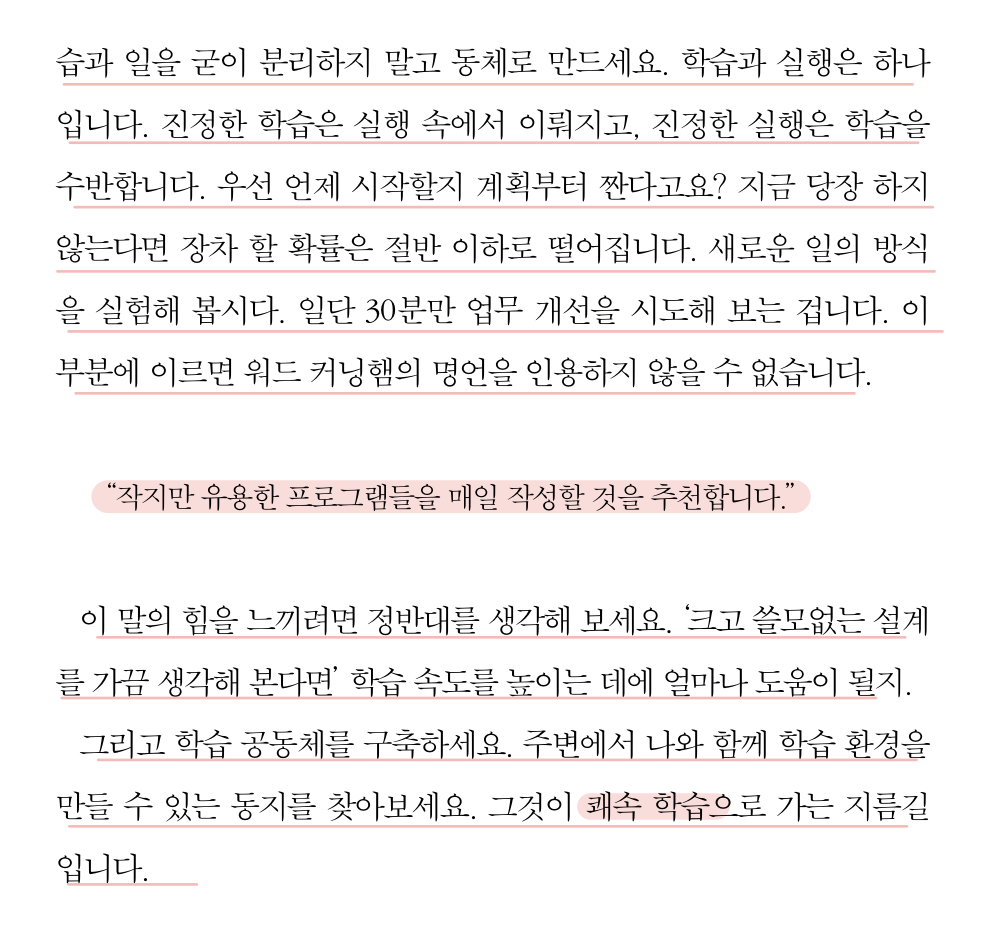 습과 일을 굳이 분리하지 말고 동체로 만드세요. 학습과 실행은 하나
입니다. 진정한 학습은 실행 속에서 이뤄지고, 진정한 실행은 학습을
수반합니다. 우선 언제 시작할지 계획부터 짠다고요? 지금 당장 하지
않는다면 장차 할 확률은 절반 이하로 떨어집니다. 새로운 일의 방식
을 실험해 봅시다. 일단 30분만 업무 개선을 시도해 보는 겁니다. 이
부분에 이르면 워드 커닝햄의 명언을 인용하지 않을 수 없습니다.
“작지만 유용한 프로그램들을 매일 작성할 것을 추천합니다.”
이 말의 힘을 느끼려면 정반대를 생각해 보세요. ‘크고 쓸모없는 설계
를 가끔 생각해 본다면’ 학습 속도를 높이는 데에 얼마나 도움이 될지.
그리고 학습 공동체를 구축하세요. 주변에서 나와 함께 학습 환경을
만들 수 있는 동지를 찾아보세요. 그것이 쾌속 학습으로 가는 지름길
입니다.